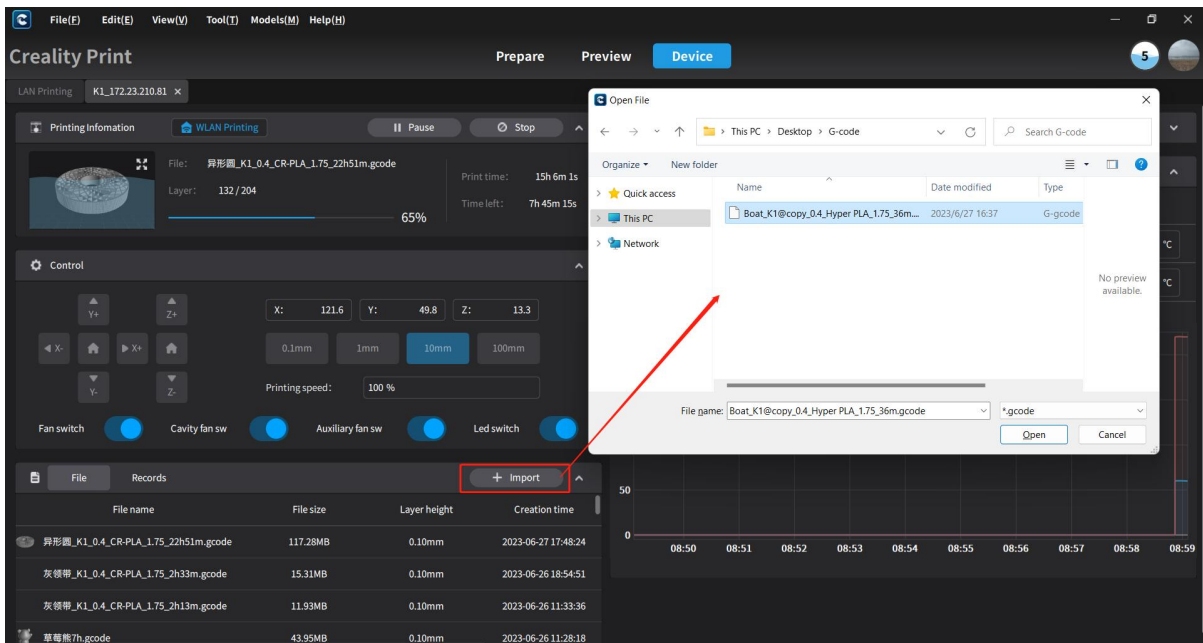 File(F) Edit(E) View(V) Tool(T) Models(M) Help(H)
Creality Print
Prepare Preview Device
5
LAN Printing K1_172.23.210.81 ×
Printing Infomation WLAN Printing Pause Stop
File: 异形圆_K1_0.4_CR-PLA_1.75_22h51m.gcode
Layer: 132 / 204
65%
Print time: 15h 6m 1s
Time left: 7h 45m 15s
Control
Y+ Z+
X: 121.6 Y: 49.8 Z: 13.3
X- X+
0.1mm 1mm 10mm 100mm
Y- Z-
Printing speed: 100 %
Fan switch Cavity fan sw Auxiliary fan sw Led switch
File Records + Import
File name File size Layer height Creation time
异形圆_K1_0.4_CR-PLA_1.75_22h51m.gcode 117.28MB 0.10mm 2023-06-27 17:48:24
灰领带_K1_0.4_CR-PLA_1.75_2h33m.gcode 15.31MB 0.10mm 2023-06-26 18:54:51
灰领带_K1_0.4_CR-PLA_1.75_2h13m.gcode 11.93MB 0.10mm 2023-06-26 11:33:36
草莓熊7h.gcode 43.95MB 0.10mm 2023-06-26 11:28:18
Open File
This PC > Desktop > G-code
Search G-code
Organize New folder
Quick access
This PC
Network
Name Date modified Type
Boat_K1@copy_0.4_Hyper PLA_1.75_36m.... 2023/6/27 16:37 G-gcode
No preview
available.
File name: Boat_K1@copy_0.4_Hyper PLA_1.75_36m.gcode *.gcode
Open Cancel
℃
℃
50
0
08:50 08:51 08:52 08:53 08:54 08:55 08:56 08:57 08:58 08:59